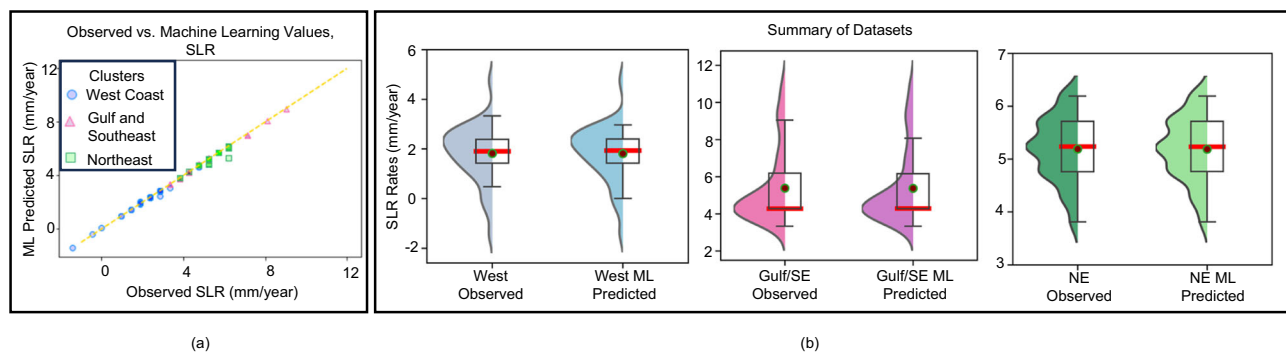 Observed vs. Machine Learning Values,
SLR
ML Predicted SLR (mm/year)
12
8
4
0
Clusters
West Coast
Gulf and
Southeast
Northeast
0 4 8 12
Observed SLR (mm/year)
(a)
Summary of Datasets
SLR Rates (mm/year)
6
4
2
0
-2
West
Observed
West ML
Predicted
12
10
8
6
4
2
Gulf/SE
Observed
Gulf/SE ML
Predicted
7
6
5
4
3
NE
Observed
NE ML
Predicted
(b)